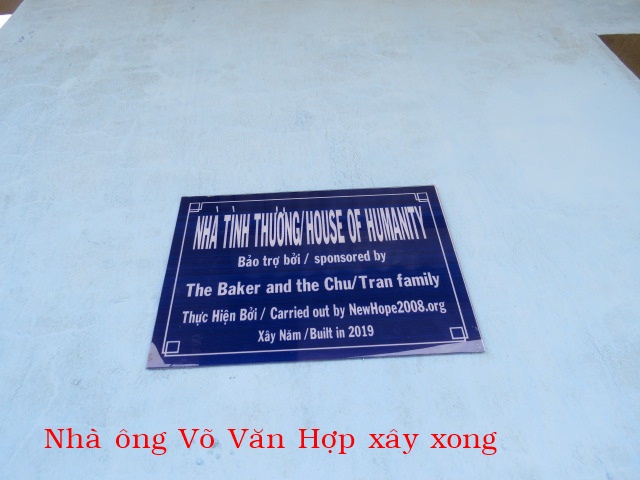 NHÀ TÌNH THƯƠNG/HOUSE OF HUMANITY
Bảo trợ bởi / sponsored by
The Baker and the Chu/Tran family
Thực Hiện Bởi / Carried out by NewHope2008.org
Xây Năm /Built in 2019
Nhà ông Võ Văn Hợp xây xong